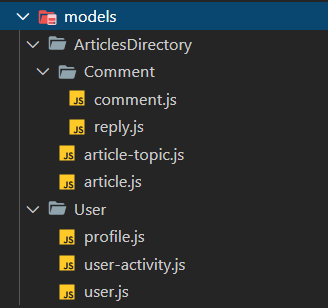 models
ArticlesDirectory
Comment
JS comment.js
JS reply.js
JS article-topic.js
JS article.js
User
JS profile.js
JS user-activity.js
JS user.js